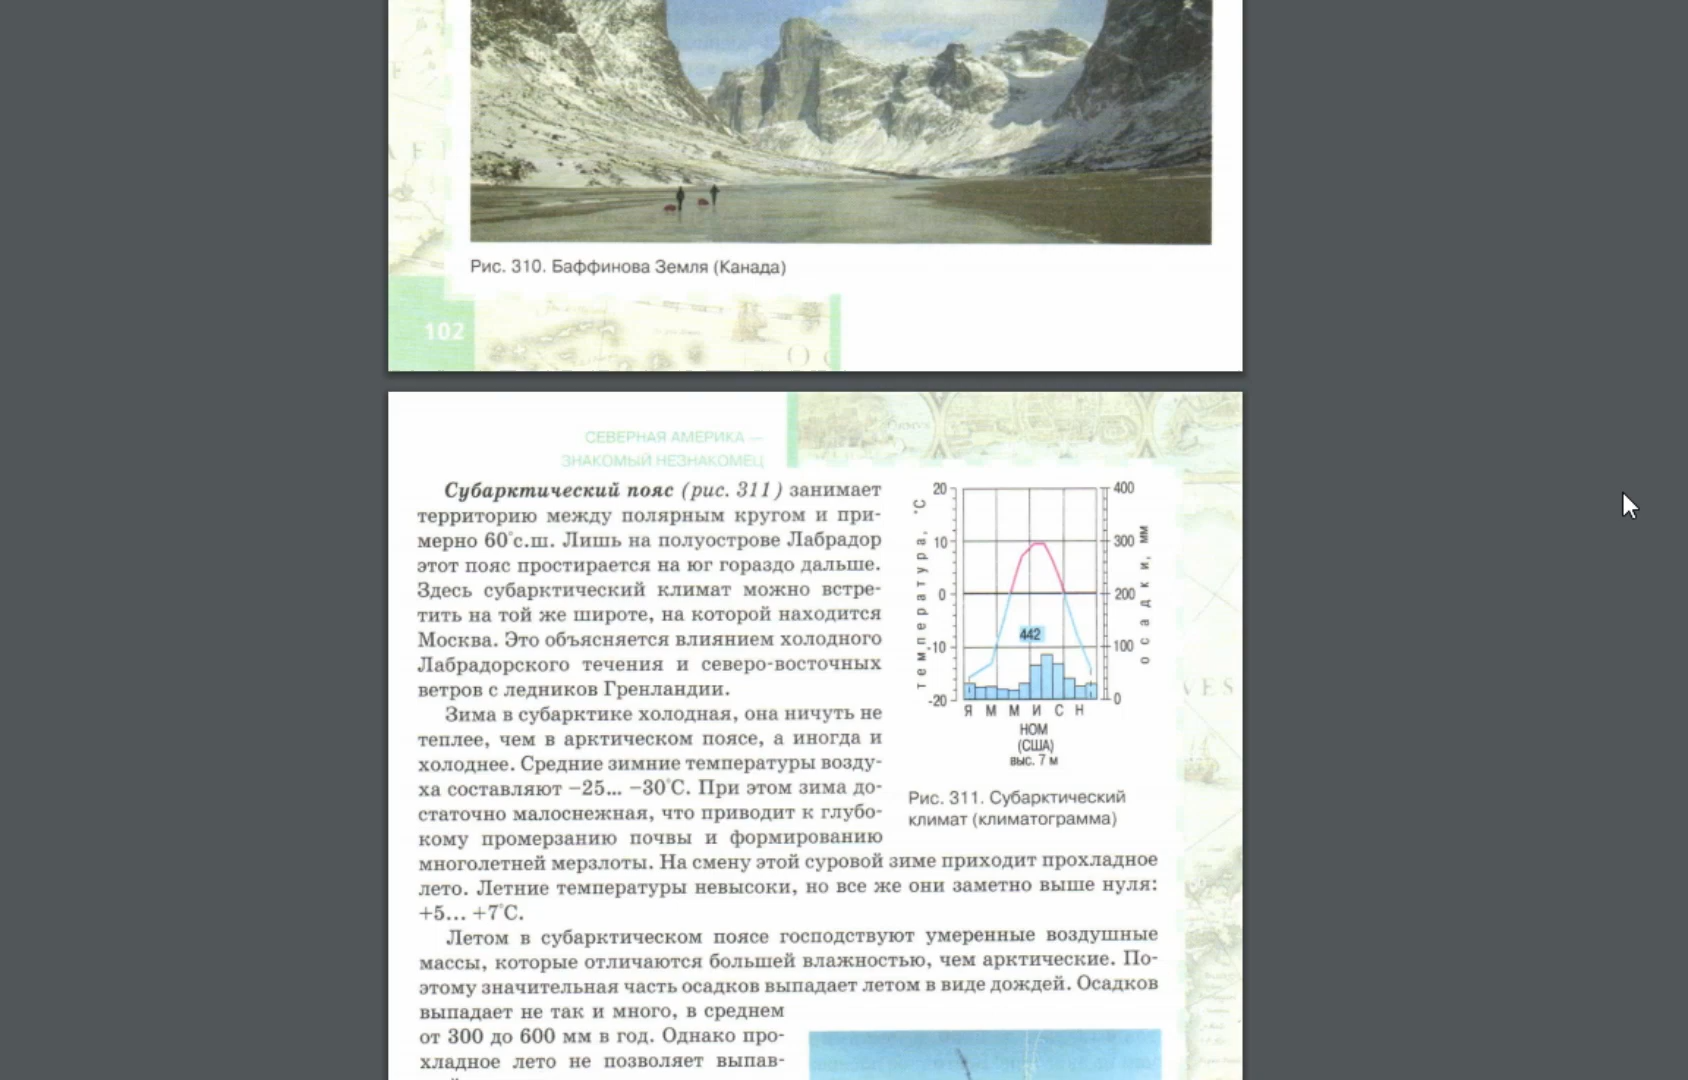 Рис. 310. Баффинова Земля (Канада)
102
СЕВЕРНАЯ АМЕРИКА —
ЗНАКОМЫЙ НЕЗНАКОМЕЦ
Субарктический пояс (рис. 311) занимает
территорию между полярным кругом и при-
мерно 60°с.ш. Лишь на полуострове Лабрадор
этот пояс простирается на юг гораздо дальше.
Здесь субарктический климат можно встре-
тить на той же широте, на которой находится
Москва. Это объясняется влиянием холодного
Лабрадорского течения и северо-восточных
ветров с ледников Гренландии.
Зима в субарктике холодная, она ничуть не
теплее, чем в арктическом поясе, а иногда и
холоднее. Средние зимние температуры возду-
ха составляют −25... −30°С. При этом зима до-
статочно малоснежная, что приводит к глубо-
кому промерзанию почвы и формированию
многолетней мерзлоты. На смену этой суровой зиме приходит прохладное
лето. Летние температуры невысоки, но все же они заметно выше нуля:
+5... +7°С.
Летом в субарктическом поясе господствуют умеренные воздушные
массы, которые отличаются большей влажностью, чем арктические. По-
этому значительная часть осадков выпадает летом в виде дождей. Осадков
выпадает не так и много, в среднем
от 300 до 600 мм в год. Однако про-
хладное лето не позволяет выпав-
температура, °С
20
10
0
-10
-20
400
300
200
100
0
осадки, мм
442
Я М М И С Н
НОМ
(США)
выс. 7 м
Рис. 311. Субарктический
климат (климатограмма)